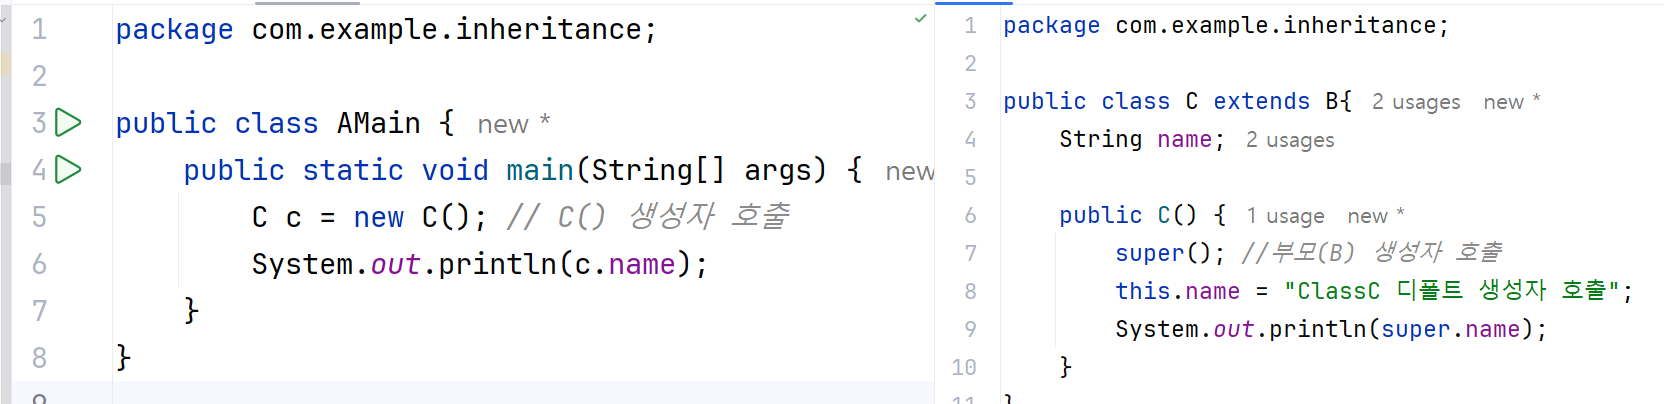 1 package com.example.inheritance;
2
3 public class AMain { new *
4 public static void main(String[] args) { new
5 C c = new C(); // C() 생성자 호출
6 System.out.println(c.name);
7 }
8 }
1 package com.example.inheritance;
2
3 public class C extends B{ 2 usages new *
4 String name; 2 usages
5
6 public C() { 1 usage new *
7 super(); //부모(B) 생성자 호출
8 this.name = "ClassC 디폴트 생성자 호출";
9 System.out.println(super.name);
10 }
11 }